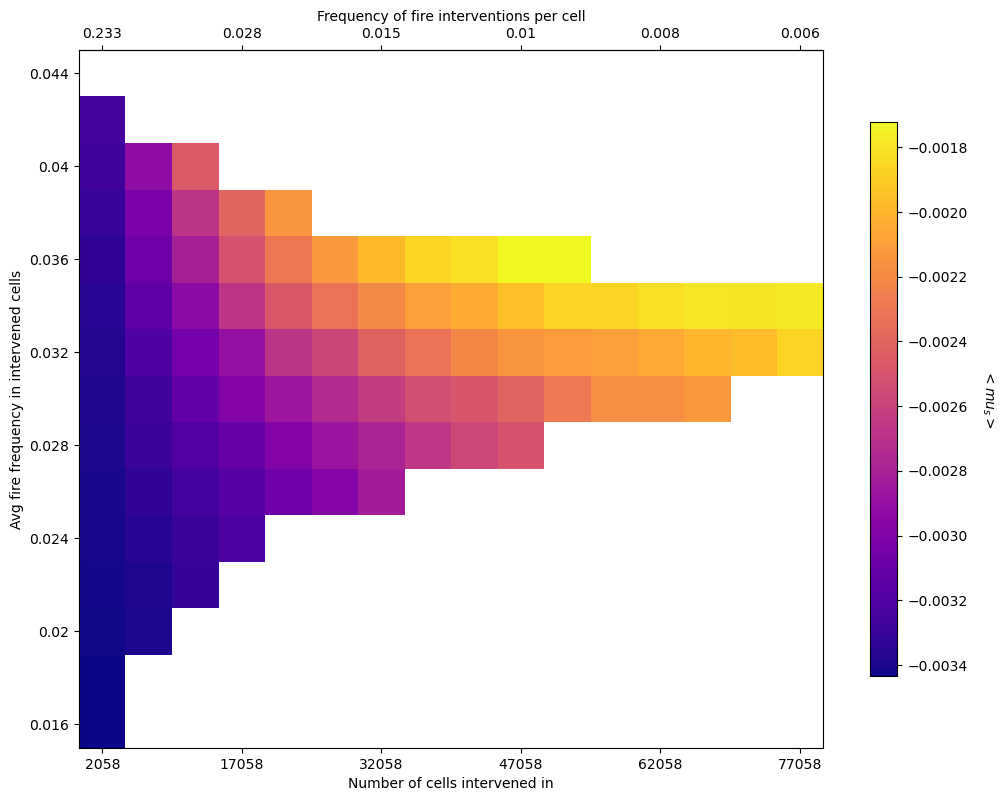 Frequency of fire interventions per cell
0.233 0.028 0.015 0.01 0.008 0.006
0.044
0.04
0.036
0.032
0.028
0.024
0.02
0.016
Avg fire frequency in intervened cells
2058 17058 32058 47058 62058 77058
Number of cells intervened in
−0.0018
−0.0020
−0.0022
−0.0024
−0.0026
−0.0028
−0.0030
−0.0032
−0.0034
< mu_s >